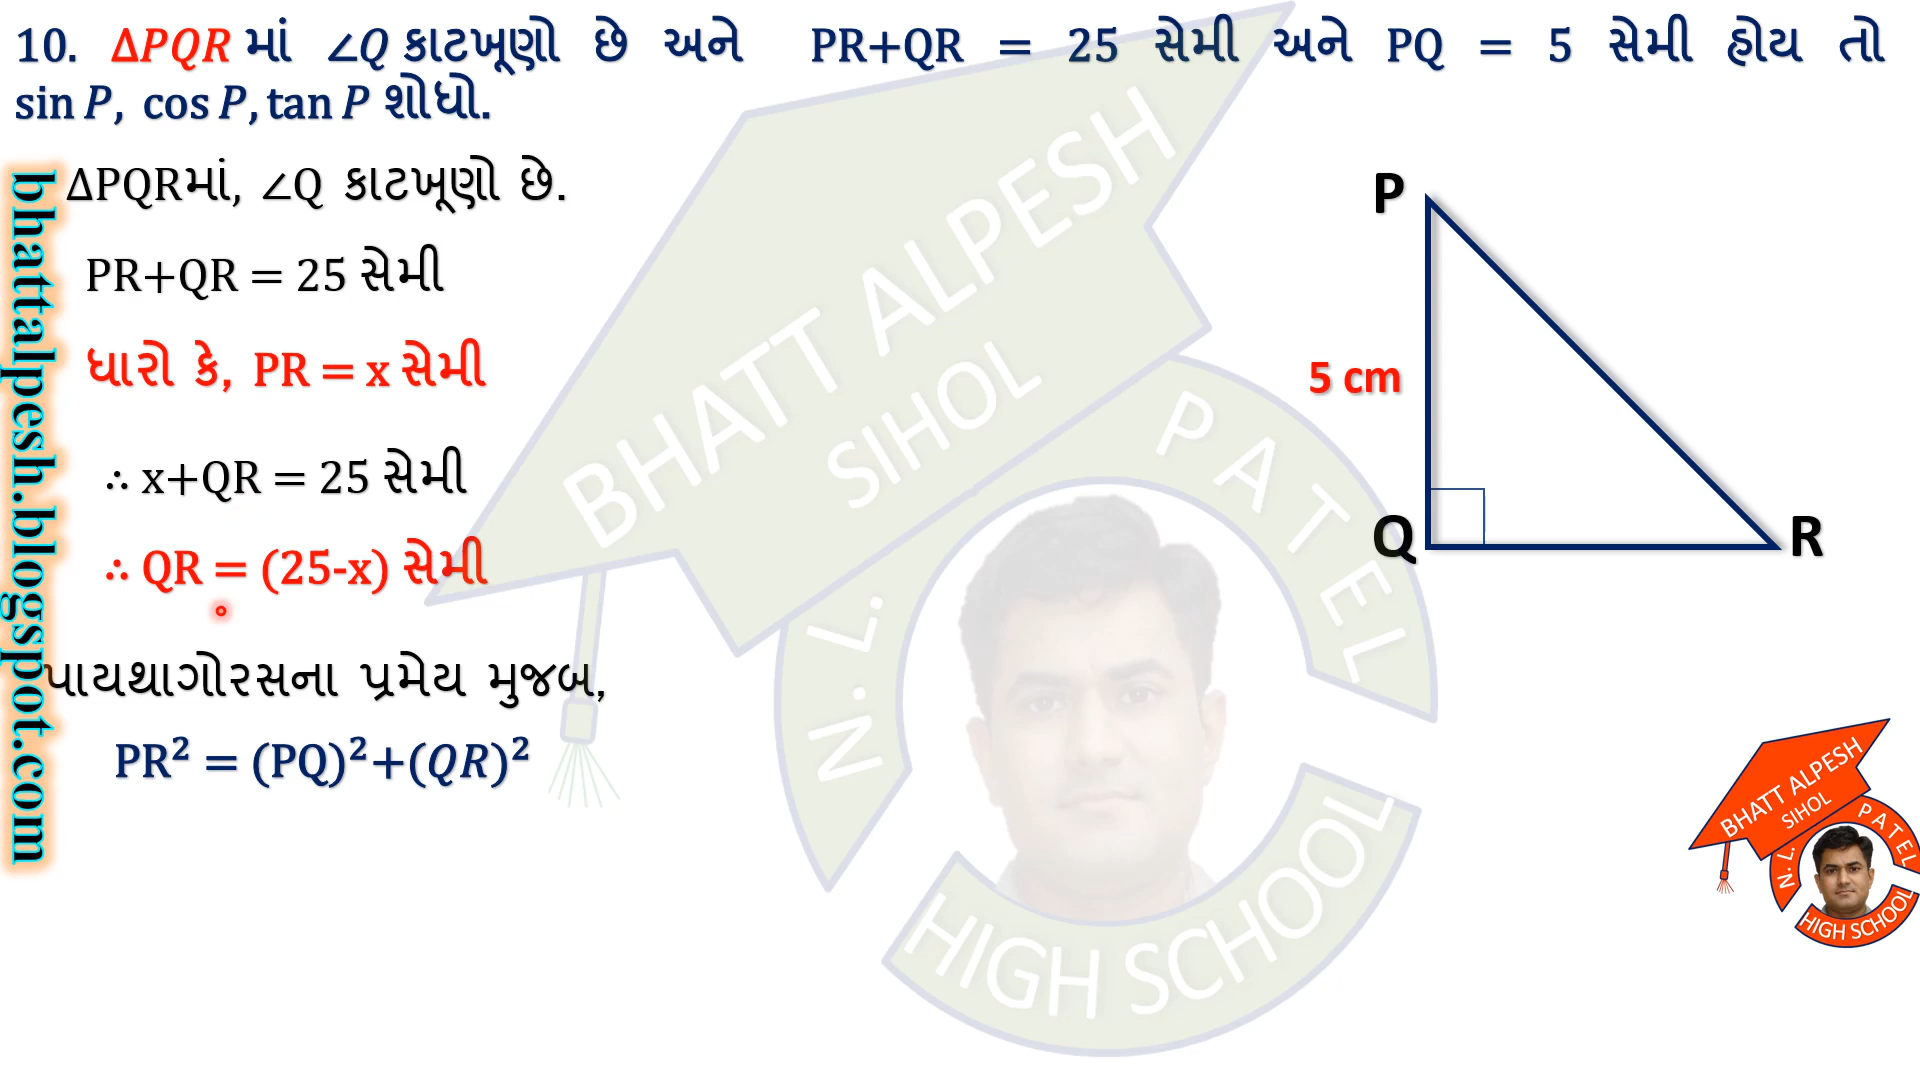 10. ∆PQR માં ∠Q કાટખૂણો છે અને PR+QR = 25 સેમી અને PQ = 5 સેમી હોય તો
sin P, cos P, tan P શોધો.
∆PQRમાં, ∠Q કાટખૂણો છે.
PR+QR = 25 સેમી
ધારો કે, PR = x સેમી
∴ x+QR = 25 સેમી
∴ QR = (25-x) સેમી
પાયથાગોરસના પ્રમેય મુજબ,
PR² = (PQ)²+(QR)²
P
5 cm
Q
R
bhattalpesh.blogspot.com
BHATT ALPESH
SIHOL
N. L. PATEL
HIGH SCHOOL
BHATT ALPESH
SIHOL
N. L. PATEL
HIGH SCHOOL